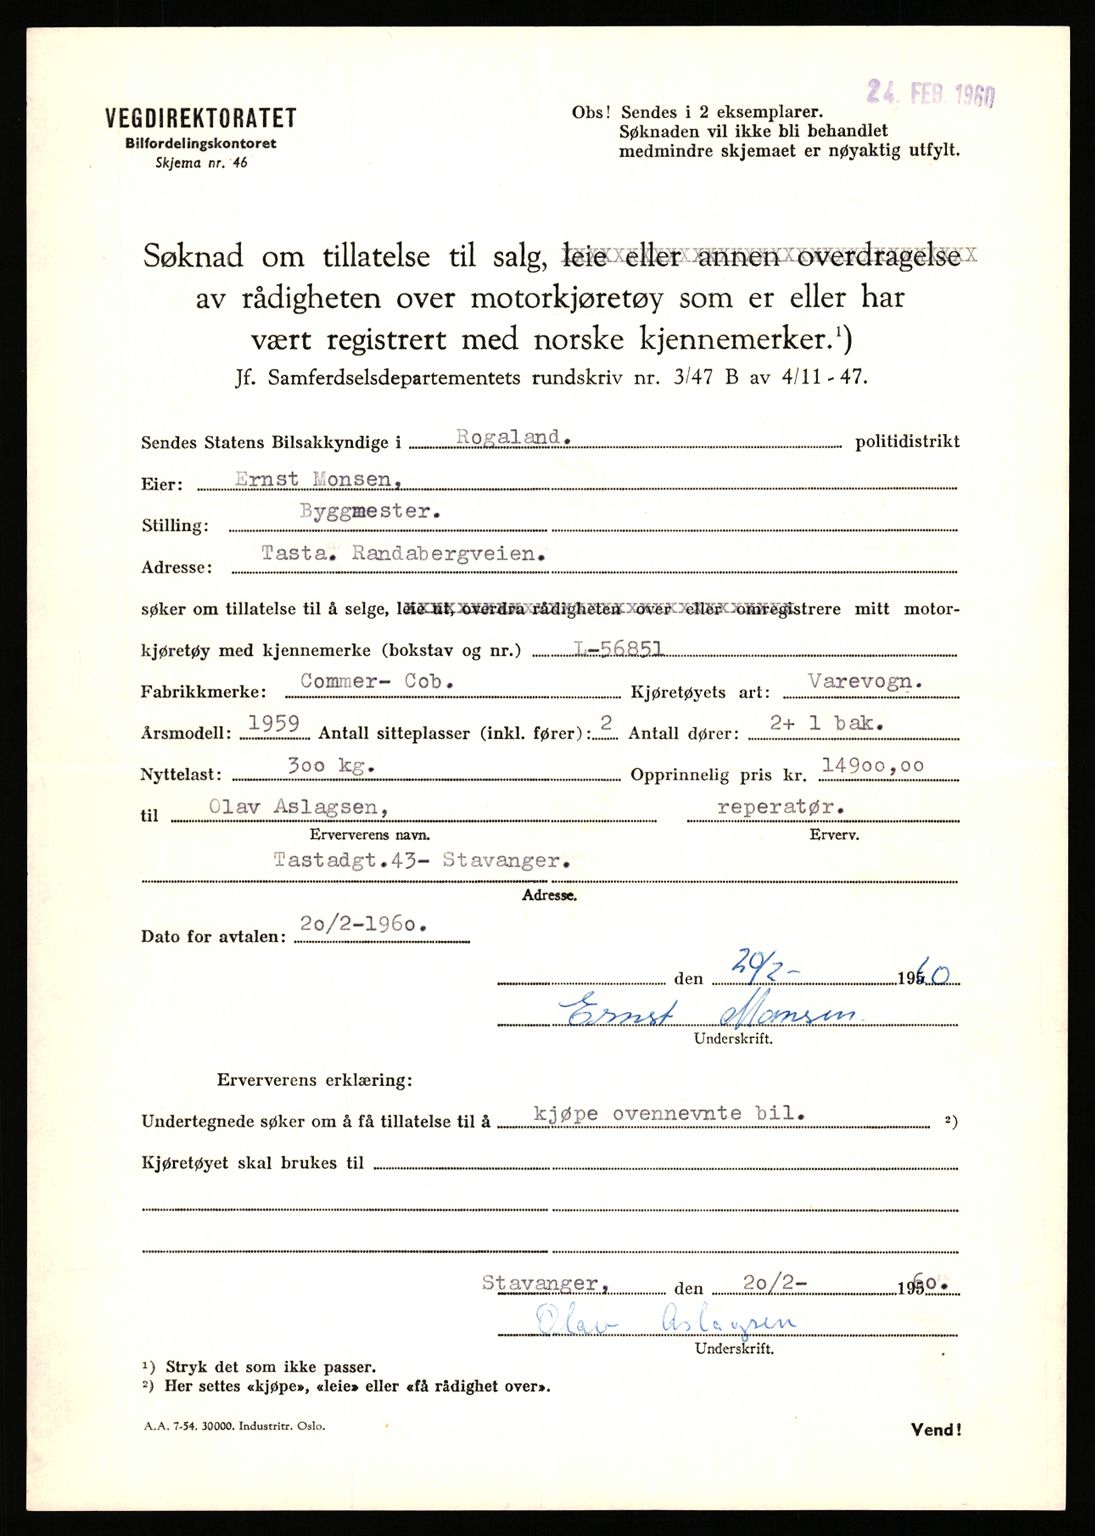 24. FEB. 1960
VEGDIREKTORATET
Bilfordelingskontoret
Skjema nr. 46
Obs! Sendes i 2 eksemplarer.
Søknaden vil ikke bli behandlet
medmindre skjemaet er nøyaktig utfylt.
Søknad om tillatelse til salg, leie eller annen overdragelse
av rådigheten over motorkjøretøy som er eller har
vært registrert med norske kjennemerker.¹)
Jf. Samferdselsdepartementets rundskriv nr. 3/47 B av 4/11-47.
Sendes Statens Bilsakkyndige i Rogaland. politidistrikt
Eier: Ernst Monsen,
Stilling: Byggmester.
Adresse: Tasta. Randabergveien.
søker om tillatelse til å selge, leie ut, overdra rådigheten over eller omregistrere mitt motor-
kjøretøy med kjennemerke (bokstav og nr.) L-56851
Fabrikkmerke: Commer- Cob. Kjøretøyets art: Varevogn.
Årsmodell: 1959 Antall sitteplasser (inkl. fører): 2 Antall dører: 2+ 1 bak.
Nyttelast: 3oo kg. Opprinnelig pris kr. 149oo,oo
til Olav Aslagsen, reperatør.
Erververens navn. Erverv.
Tastadgt.43- Stavanger.
Adresse.
Dato for avtalen: 2o/2-196o.
den 20/2- 1960
Ernst Monsen
Underskrift.
Erververens erklæring:
Undertegnede søker om å få tillatelse til å kjøpe ovennevnte bil. ²)
Kjøretøyet skal brukes til
Stavanger, den 2o/2- 196o.
Olav Aslagsen
Underskrift.
¹) Stryk det som ikke passer.
²) Her settes «kjøpe», «leie» eller «få rådighet over».
A.A. 7-54. 30000. Industritr. Oslo.
Vend!